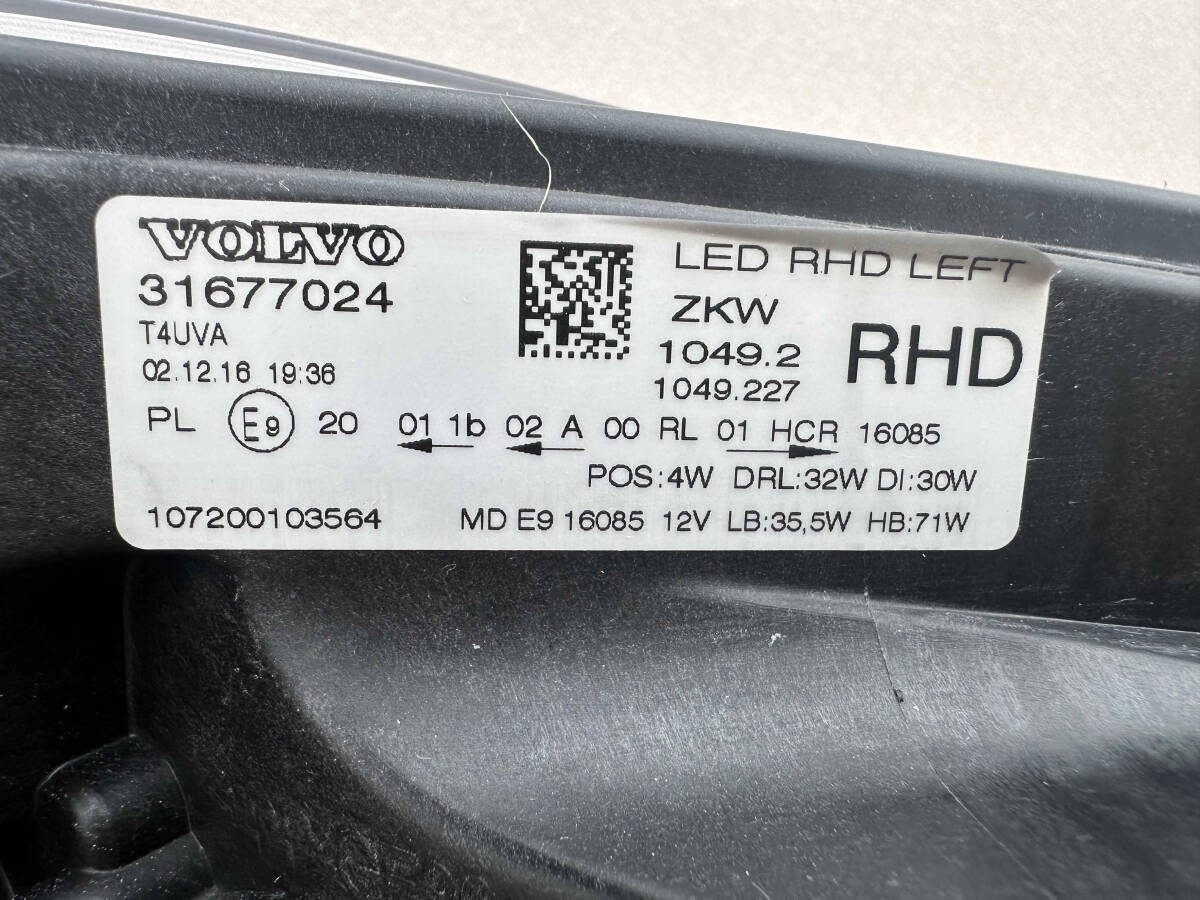 VOLVO
31677024
T4UVA
02.12.16 19:36
LED RHD LEFT
ZKW
1049.2
1049.227
RHD
PL E9 20 01 1b 02 A 00 RL 01 HCR 16085
POS:4W DRL:32W DI:30W
107200103564 MD E9 16085 12V LB:35,5W HB:71W